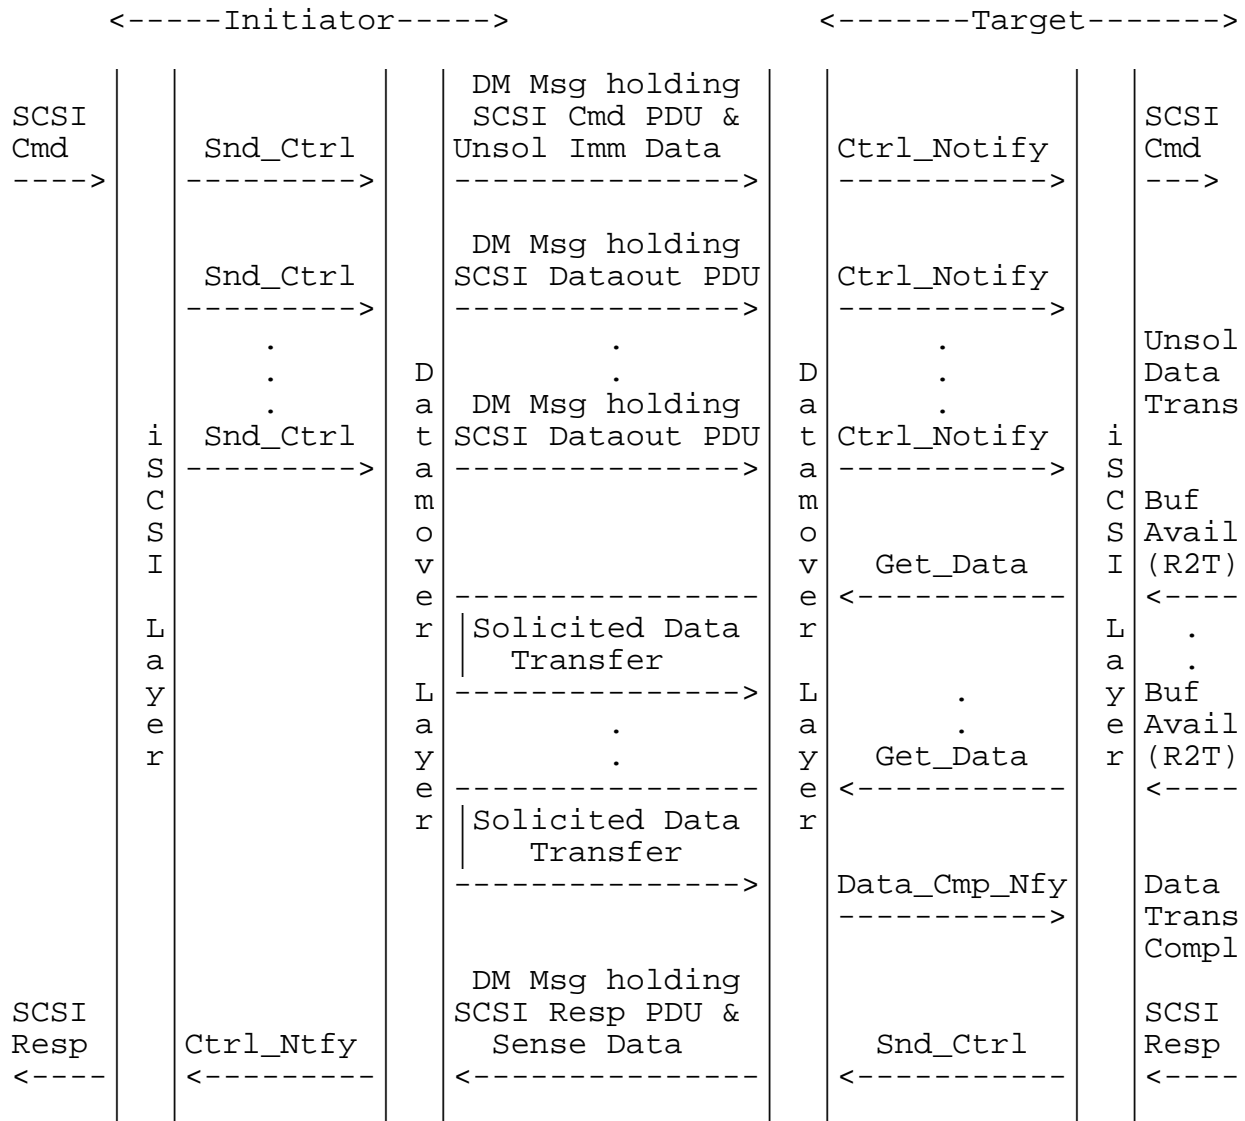 <-----Initiator----->                <-------Target------->
     |  |           |  | DM Msg holding |  |             |  |
SCSI |  |           |  |  SCSI Cmd PDU & |  |             |  |SCSI
Cmd  |  | Snd_Ctrl  |  |Unsol Imm Data  |  |Ctrl_Notify  |  |Cmd
---->|  |---------> |  |--------------->|  |------------>|  |--->
     |  |           |  | DM Msg holding |  |             |  |
     |  | Snd_Ctrl  |  |SCSI Dataout PDU|  |Ctrl_Notify  |  |
     |  |---------> |  |--------------->|  |------------>|  |
     |  |     .     |  |       .        |  |     .       |  |Unsol
     |  |     .     |D |       .        |D |     .       |  |Data
     |  |     .     |a | DM Msg holding |a |     .       |  |Trans
     |i | Snd_Ctrl  |t |SCSI Dataout PDU|t |Ctrl_Notify  |i |
     |S |---------> |a |--------------->|a |------------>|S |
     |C |           |m |                |m |             |C |Buf
     |S |           |o |                |o |             |S |Avail
     |I |           |v |                |v |  Get_Data   |I |(R2T)
     |  |           |e |----------------|e |<----------- |  |<----
     |L |           |r ||Solicited Data |r |             |L |  .
     |a |           |  ||  Transfer     |  |             |a |  .
     |y |           |L |--------------->|L |      .      |y |Buf
     |e |           |a |        .       |a |      .      |e |Avail
     |r |           |y |        .       |y |  Get_Data   |r |(R2T)
     |  |           |e |----------------|e |<----------- |  |<----
     |  |           |r ||Solicited Data |r |             |  |
     |  |           |  ||   Transfer    |  |             |  |
     |  |           |  |--------------->|  |Data_Cmp_Nfy |  |Data
     |  |           |  |                |  |------------>|  |Trans
     |  |           |  |                |  |             |  |Compl
     |  |           |  | DM Msg holding |  |             |  |
SCSI |  |           |  |SCSI Resp PDU & |  |             |  |SCSI
Resp |  |Ctrl_Ntfy  |  |  Sense Data    |  |  Snd_Ctrl   |  |Resp
<----|  |<--------- |  |<---------------|  |<----------- |  |<----